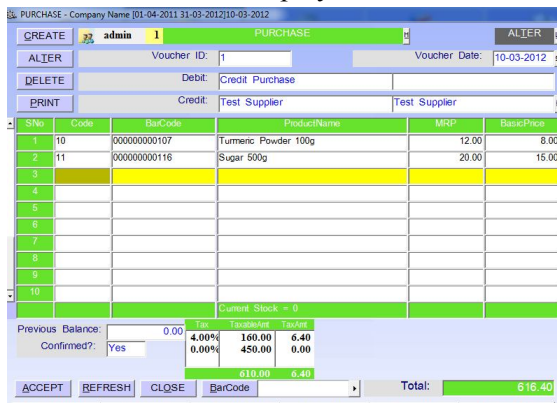 PURCHASE - Company Name [01-04-2011 31-03-2012]10-03-2012
CREATE admin 1 PURCHASE ALTER
ALTER Voucher ID: 1 Voucher Date: 10-03-2012
DELETE Debit: Credit Purchase
PRINT Credit: Test Supplier Test Supplier
SNo Code BarCode ProductName MRP BasicPrice
1 10 000000000107 Turmeric Powder 100g 12.00 8.00
2 11 000000000116 Sugar 500g 20.00 15.00
3
4
5
6
7
8
9
10
Current Stock = 0
Previous Balance: 0.00 Tax TaxableAmt TaxAmt
4.00% 160.00 6.40
Confirmed?: Yes 0.00% 450.00 0.00
610.00 6.40
ACCEPT REFRESH CLOSE BarCode Total: 616.40